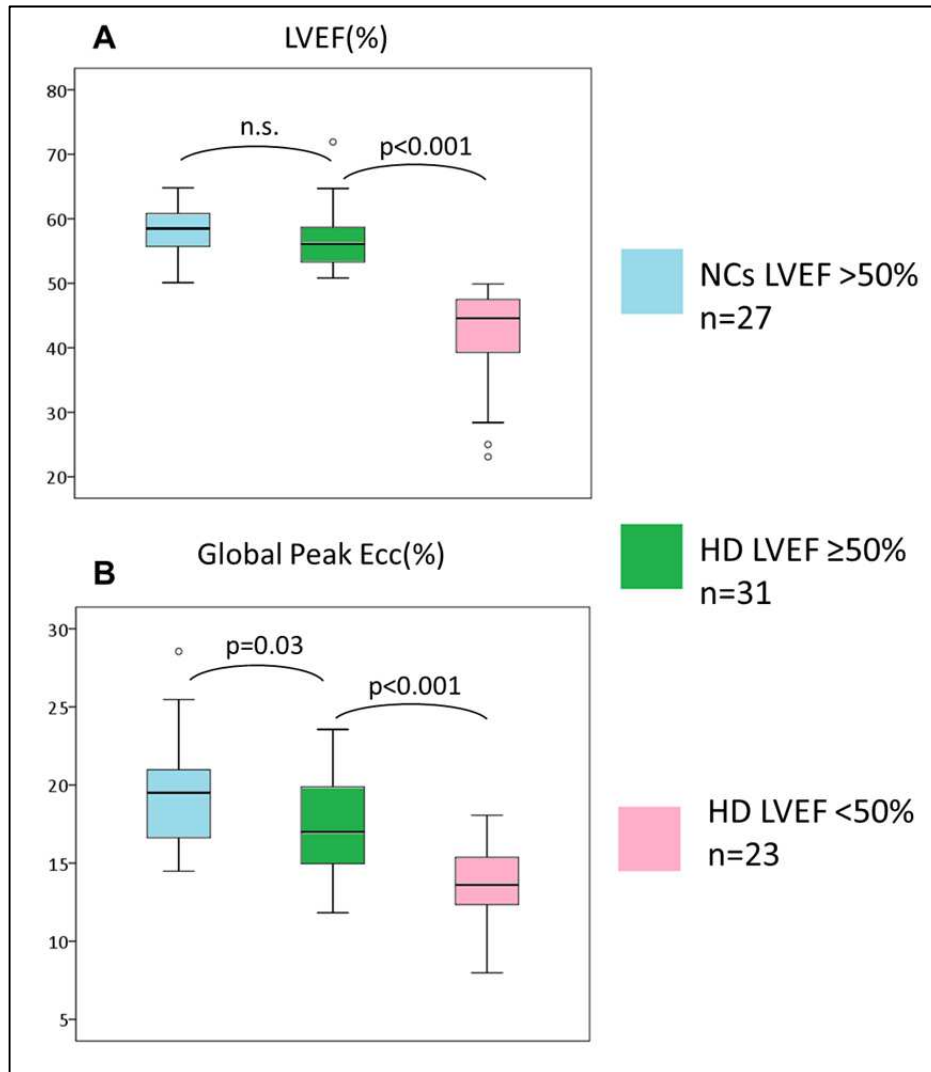 A
LVEF(%)
80
70
60
50
40
30
20
n.s.
p<0.001
NCs LVEF >50%
n=27
HD LVEF ≥50%
n=31
HD LVEF <50%
n=23
B
Global Peak Ecc(%)
30
25
20
15
10
5
p=0.03
p<0.001